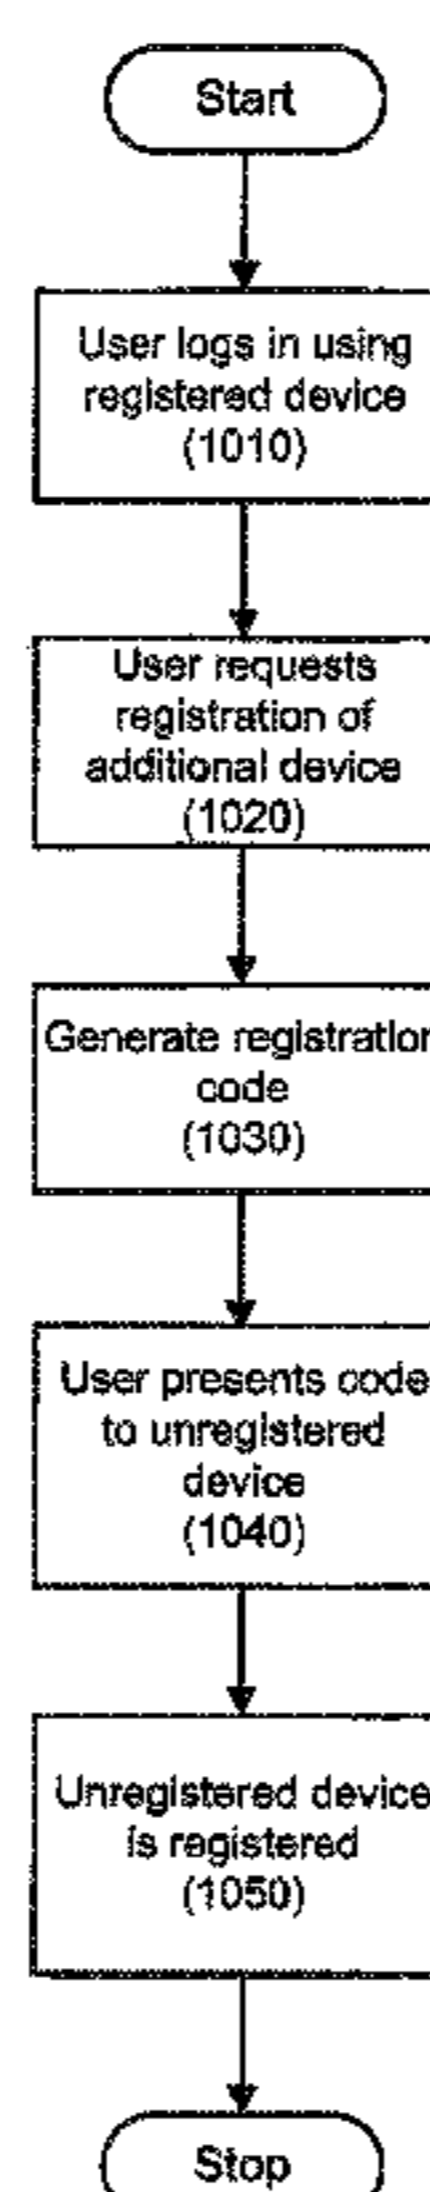 Start
User logs in using
registered device
(1010)
User requests
registration of
additional device
(1020)
Generate registration
code
(1030)
User presents code
to unregistered
device
(1040)
Unregistered device
is registered
(1050)
Stop